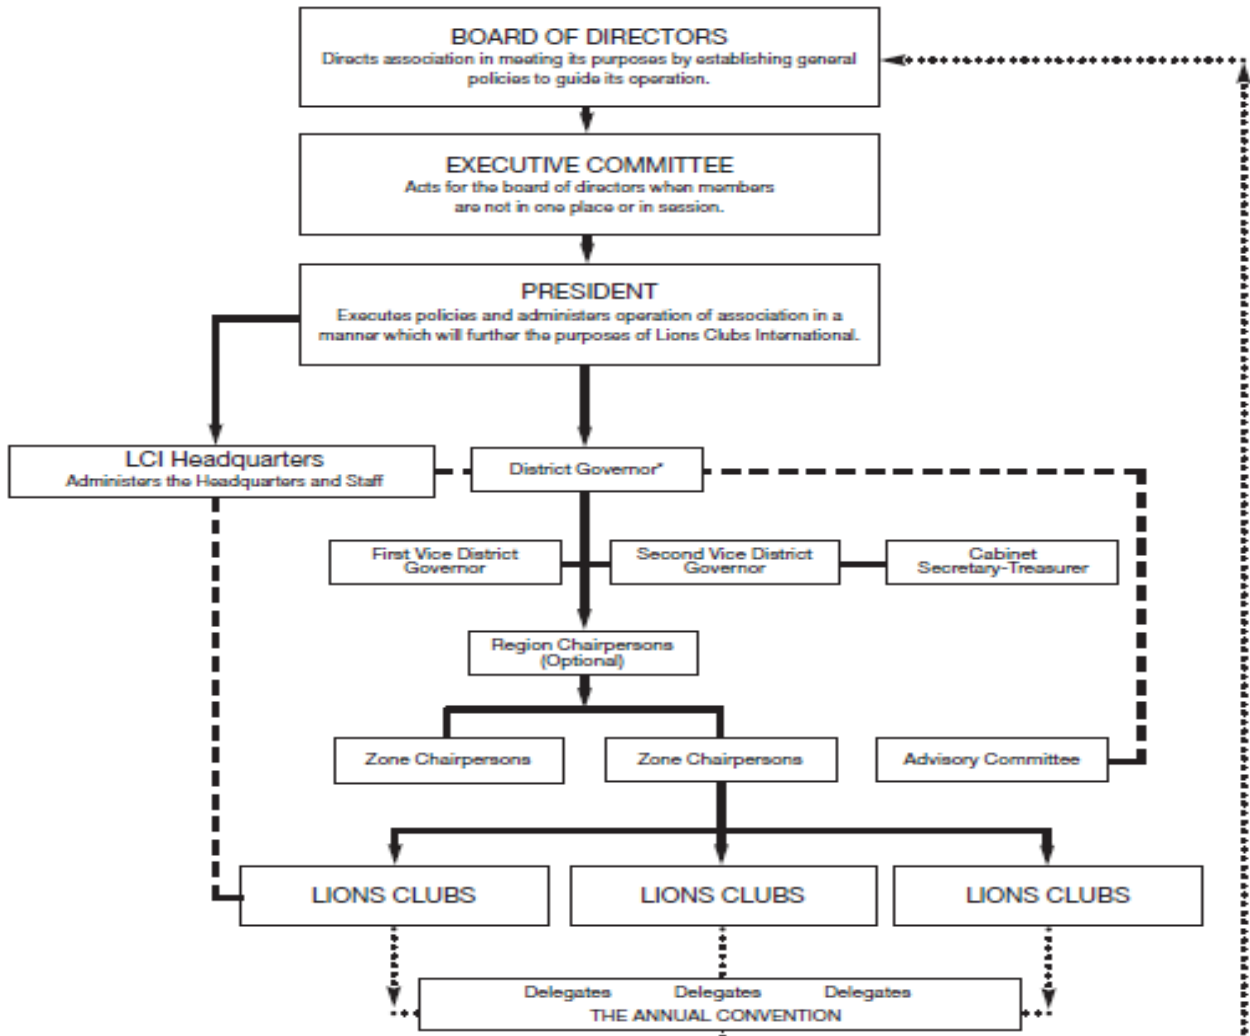 BOARD OF DIRECTORS
Directs association in meeting its purposes by establishing general
policies to guide its operation.
EXECUTIVE COMMITTEE
Acts for the board of directors when members
are not in one place or in session.
PRESIDENT
Executes policies and administers operation of association in a
manner which will further the purposes of Lions Clubs International.
LCI Headquarters
Administers the Headquarters and Staff
District Governor*
First Vice District
Governor
Second Vice District
Governor
Cabinet
Secretary-Treasurer
Region Chairpersons
(Optional)
Zone Chairpersons
Zone Chairpersons
Advisory Committee
LIONS CLUBS
LIONS CLUBS
LIONS CLUBS
Delegates Delegates Delegates
THE ANNUAL CONVENTION